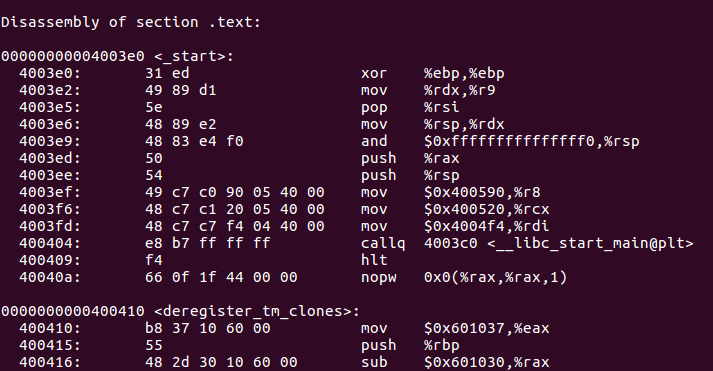 Disassembly of section .text:
00000000004003e0 <_start>:
4003e0: 31 ed xor %ebp,%ebp
4003e2: 49 89 d1 mov %rdx,%r9
4003e5: 5e pop %rsi
4003e6: 48 89 e2 mov %rsp,%rdx
4003e9: 48 83 e4 f0 and $0xfffffffffffffff0,%rsp
4003ed: 50 push %rax
4003ee: 54 push %rsp
4003ef: 49 c7 c0 90 05 40 00 mov $0x400590,%r8
4003f6: 48 c7 c1 20 05 40 00 mov $0x400520,%rcx
4003fd: 48 c7 c7 f4 04 40 00 mov $0x4004f4,%rdi
400404: e8 b7 ff ff ff callq 4003c0 <__libc_start_main@plt>
400409: f4 hlt
40040a: 66 0f 1f 44 00 00 nopw 0x0(%rax,%rax,1)
0000000000400410 <deregister_tm_clones>:
400410: b8 37 10 60 00 mov $0x601037,%eax
400415: 55 push %rbp
400416: 48 2d 30 10 60 00 sub $0x601030,%rax